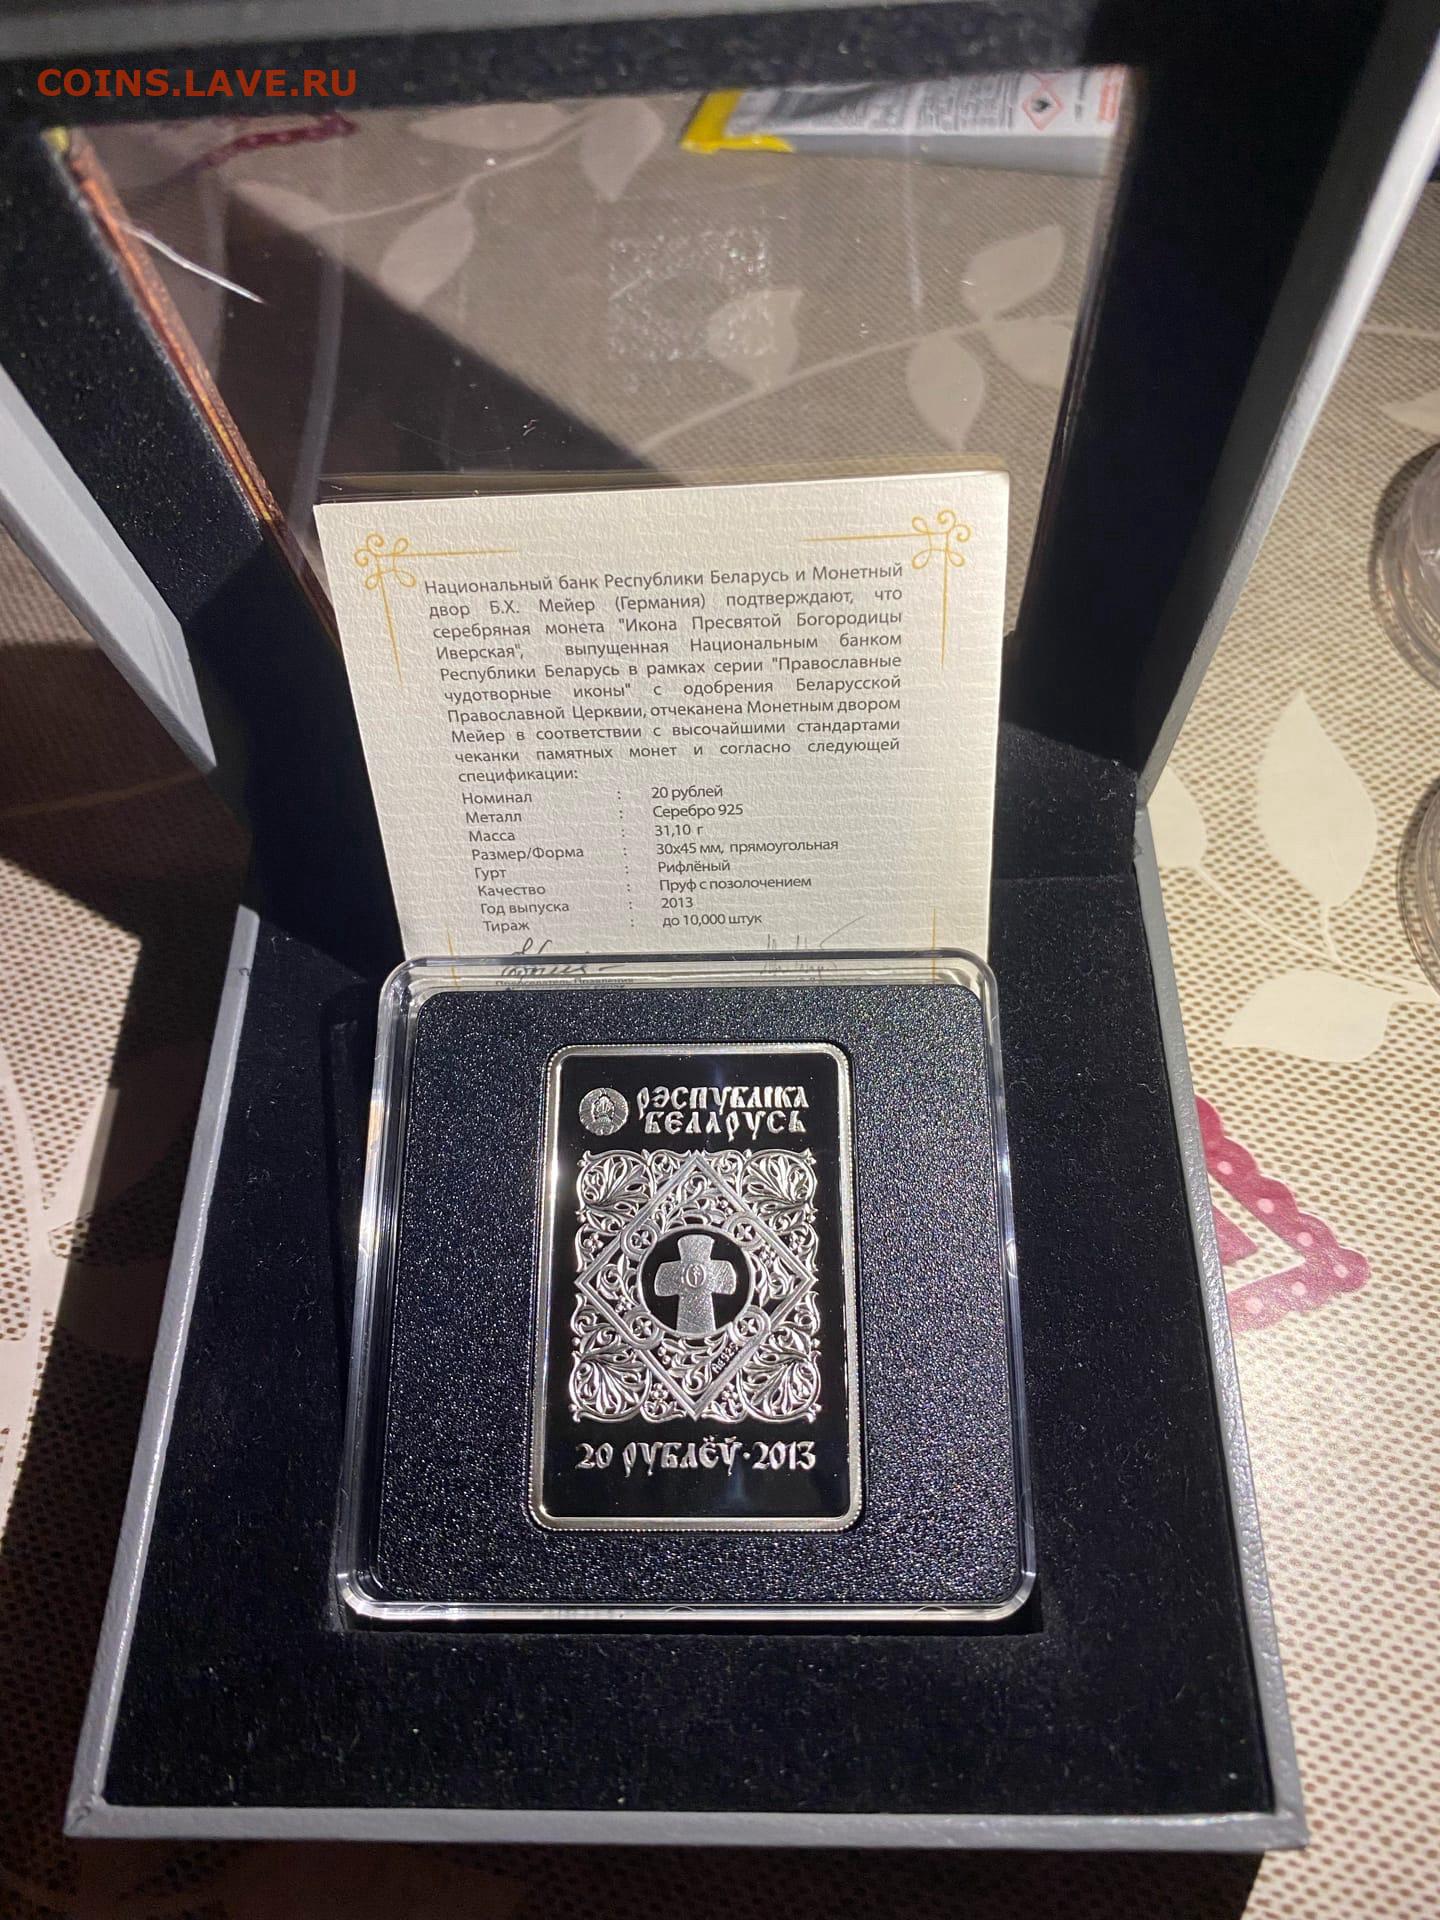 COINS.LAVE.RU
Национальный банк Республики Беларусь и Монетный
двор Б.Х. Мейер (Германия) подтверждают, что
серебряная монета "Икона Пресвятой Богородицы
Иверская", выпущенная Национальным банком
Республики Беларусь в рамках серии "Православные
чудотворные иконы" с одобрения Беларусской
Православной Церквии, отчеканена Монетным двором
Мейер в соответствии с высочайшими стандартами
чеканки памятных монет и согласно следующей
спецификации:
Номинал : 20 рублей
Металл : Серебро 925
Масса : 31,10 г
Размер/Форма : 30х45 мм, прямоугольная
Гурт : Рифлёный
Качество : Пруф с позолочением
Год выпуска : 2013
Тираж : до 10,000 штук
Председатель Правления
РЭСПУБЛІКА
БЕЛАРУСЬ
20 РУБЛЁЎ · 2013